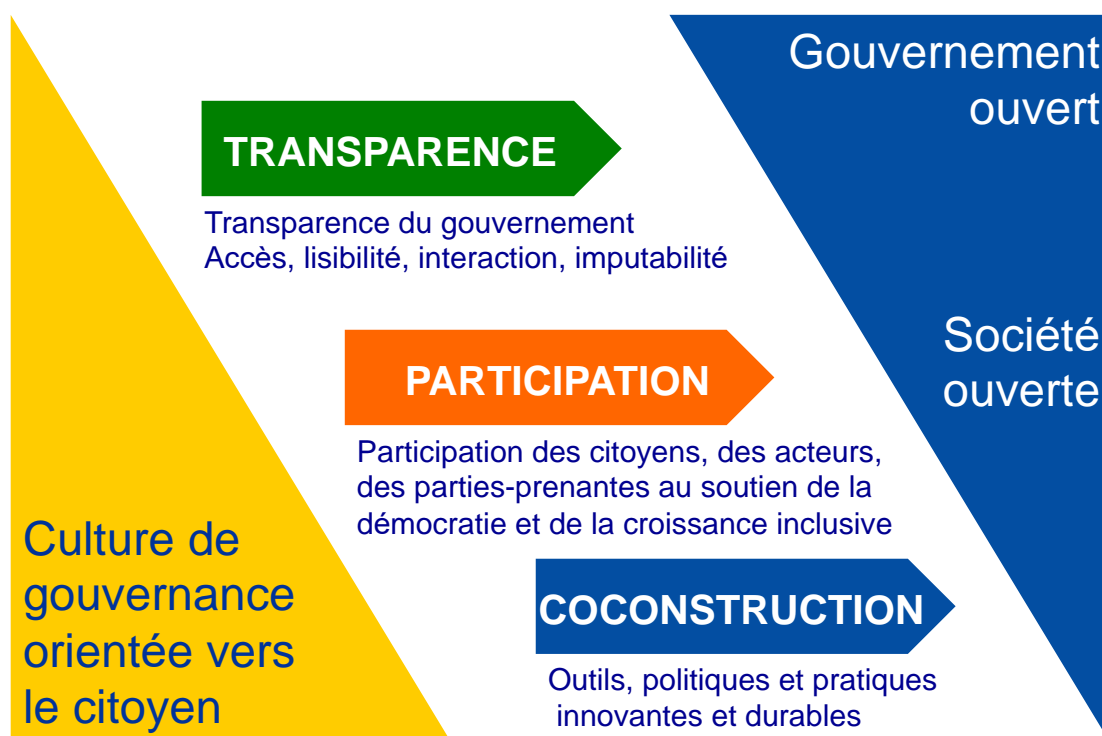 Gouvernement
ouvert
TRANSPARENCE
Transparence du gouvernement
Accès, lisibilité, interaction, imputabilité
Société
ouverte
PARTICIPATION
Participation des citoyens, des acteurs,
des parties-prenantes au soutien de la
démocratie et de la croissance inclusive
Culture de
gouvernance
orientée vers
le citoyen
COCONSTRUCTION
Outils, politiques et pratiques
innovantes et durables